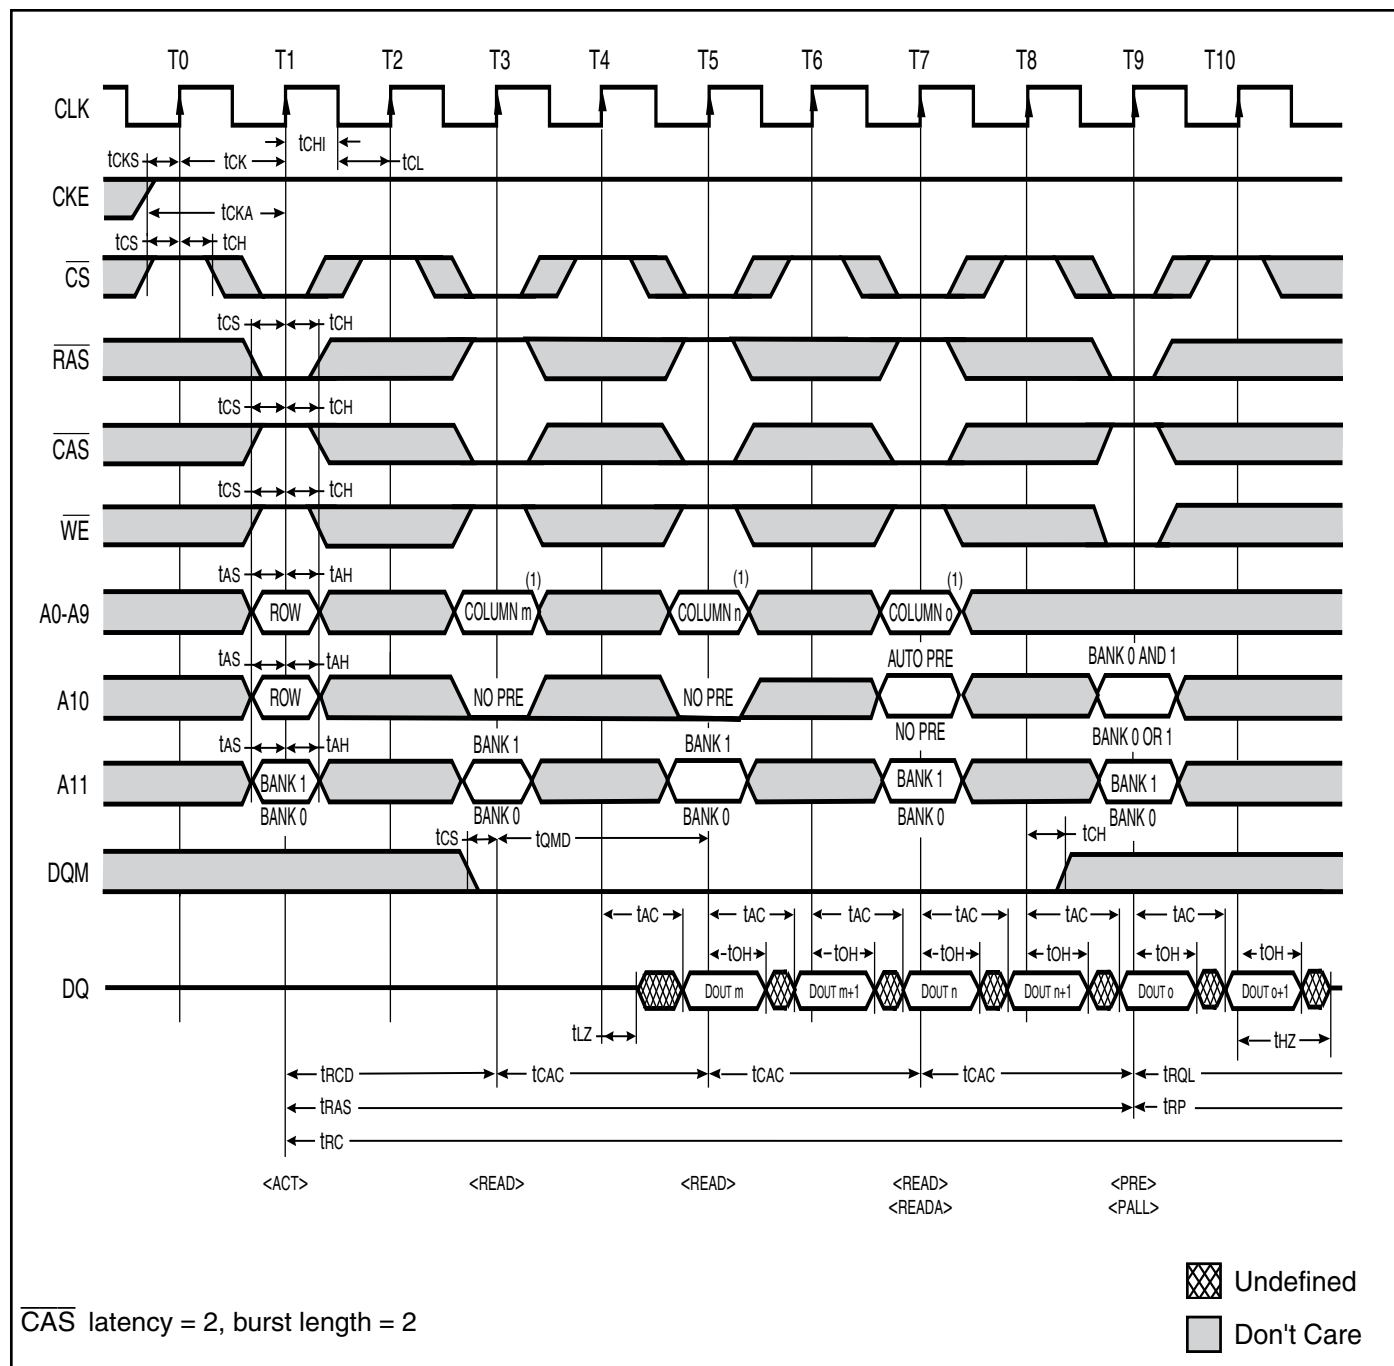 T0 T1 T2 T3 T4 T5 T6 T7 T8 T9 T10
CLK
tCHI
tCKS tCK tCL
CKE
tCKA
tCS tCH
CS
tCS tCH
RAS
tCS tCH
CAS
tCS tCH
WE
tAS tAH (1) (1) (1)
A0-A9 ROW COLUMN m COLUMN n COLUMN o
tAS tAH AUTO PRE BANK 0 AND 1
A10 ROW NO PRE NO PRE
NO PRE BANK 0 OR 1
tAS tAH BANK 1 BANK 1
A11 BANK 1 BANK 1 BANK 1
BANK 0 BANK 0 BANK 0 BANK 0 BANK 0
tCS tQMD tCH
DQM
tAC tAC tAC tAC tAC tAC
tOH tOH tOH tOH tOH tOH
DQ DOUT m DOUT m+1 DOUT n DOUT n+1 DOUT o DOUT o+1
tLZ tHZ
tRCD tCAC tCAC tCAC tRQL
tRAS tRP
tRC
<ACT> <READ> <READ> <READ> <PRE>
<READA> <PALL>
Undefined
CAS latency = 2, burst length = 2
Don't Care